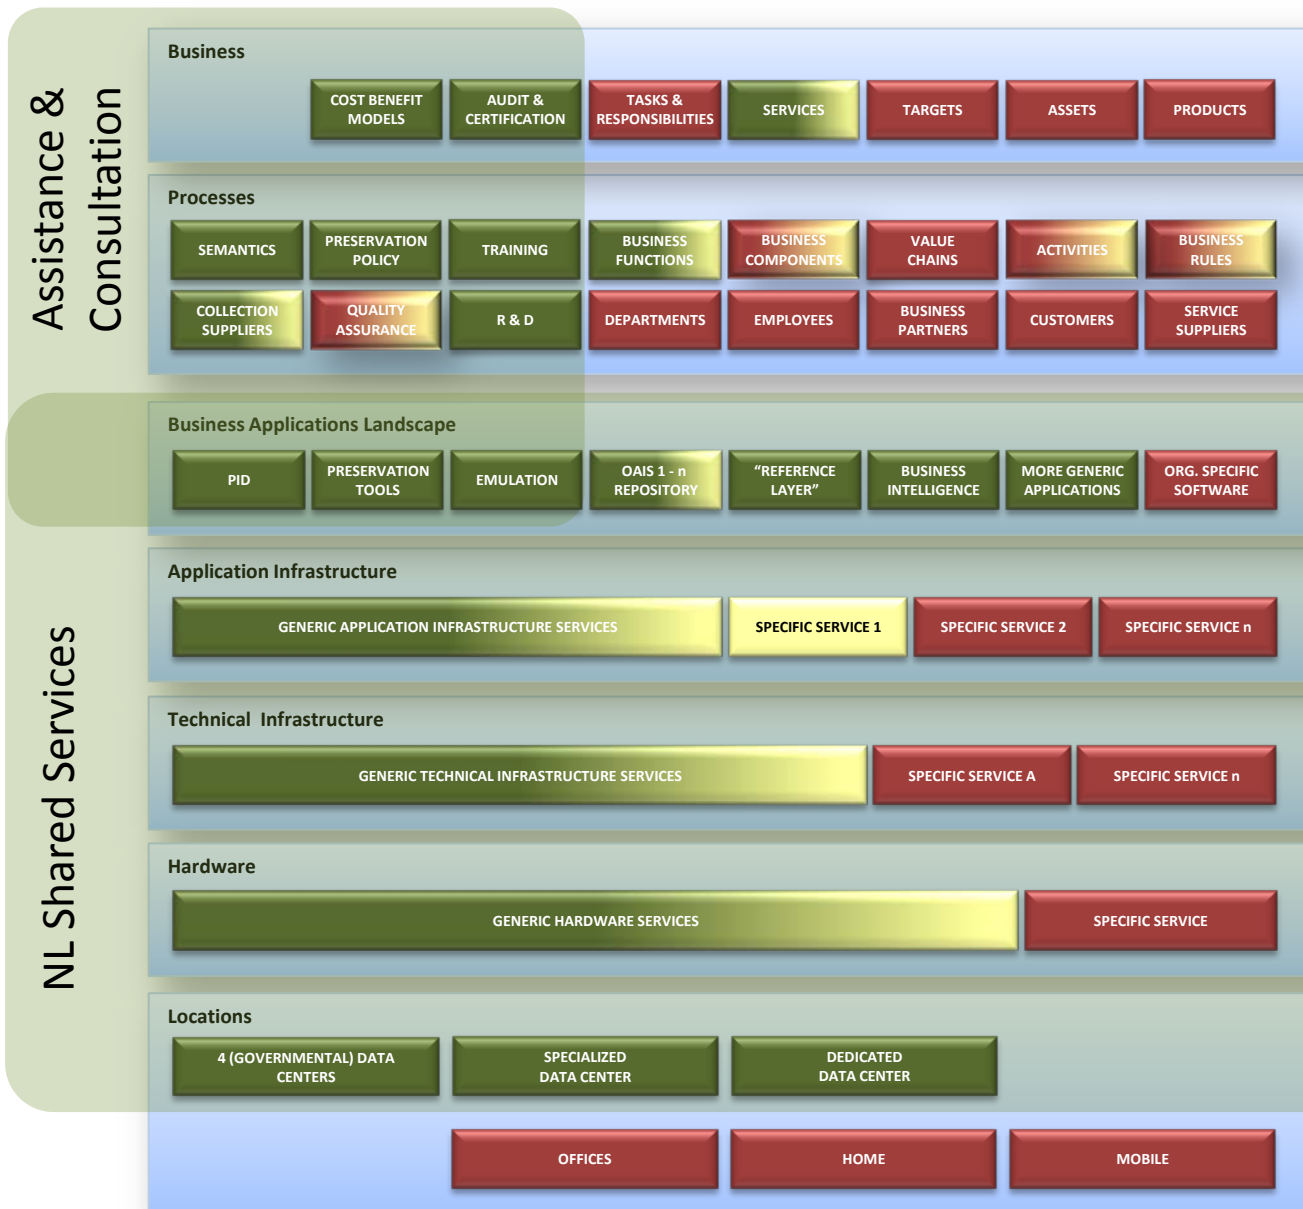 Assistance &
Consultation
Business
COST BENEFIT
MODELS
AUDIT &
CERTIFICATION
TASKS &
RESPONSIBILITIES
SERVICES
TARGETS
ASSETS
PRODUCTS
Processes
SEMANTICS
PRESERVATION
POLICY
TRAINING
BUSINESS
FUNCTIONS
BUSINESS
COMPONENTS
VALUE
CHAINS
ACTIVITIES
BUSINESS
RULES
COLLECTION
SUPPLIERS
QUALITY
ASSURANCE
R & D
DEPARTMENTS
EMPLOYEES
BUSINESS
PARTNERS
CUSTOMERS
SERVICE
SUPPLIERS
NL Shared Services
Business Applications Landscape
PID
PRESERVATION
TOOLS
EMULATION
OAIS 1 - n
REPOSITORY
“REFERENCE
LAYER”
BUSINESS
INTELLIGENCE
MORE GENERIC
APPLICATIONS
ORG. SPECIFIC
SOFTWARE
Application Infrastructure
GENERIC APPLICATION INFRASTRUCTURE SERVICES
SPECIFIC SERVICE 1
SPECIFIC SERVICE 2
SPECIFIC SERVICE n
Technical Infrastructure
GENERIC TECHNICAL INFRASTRUCTURE SERVICES
SPECIFIC SERVICE A
SPECIFIC SERVICE n
Hardware
GENERIC HARDWARE SERVICES
SPECIFIC SERVICE
Locations
4 (GOVERNMENTAL) DATA
CENTERS
SPECIALIZED
DATA CENTER
DEDICATED
DATA CENTER
OFFICES
HOME
MOBILE